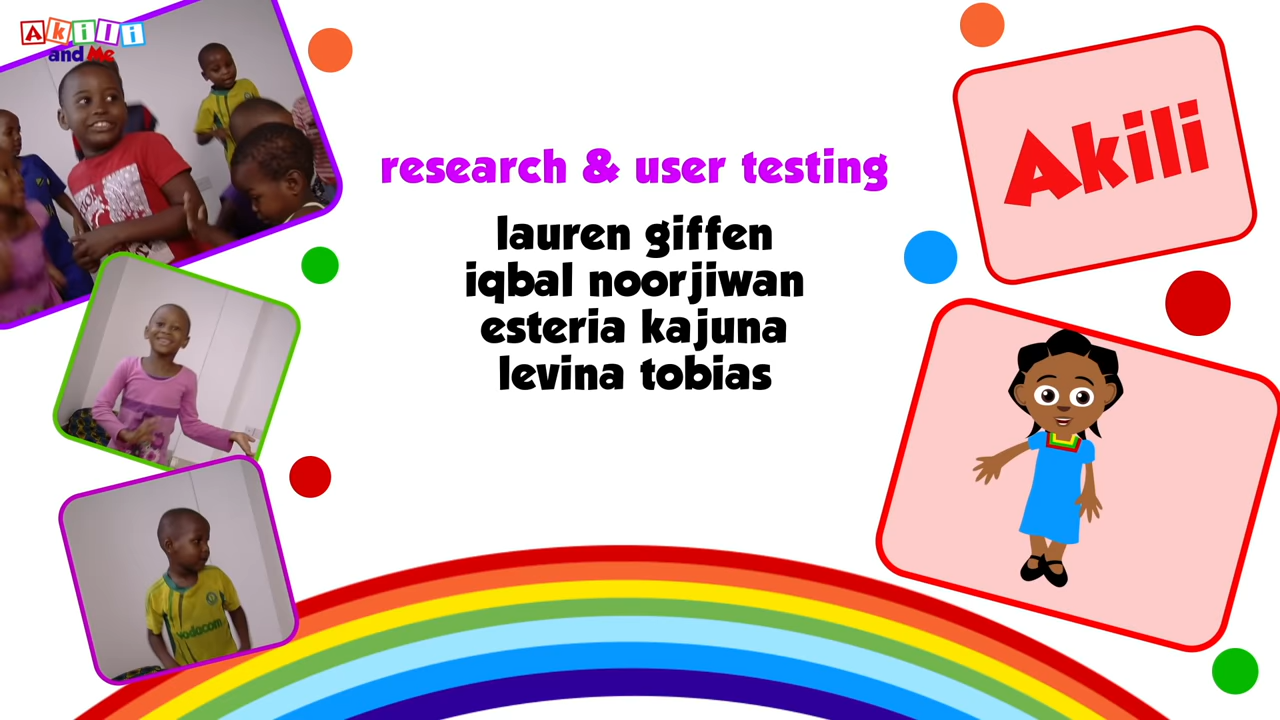 Akili
and Me
research & user testing
lauren giffen
iqbal noorjiwan
esteria kajuna
levina tobias
Akili
vodacom